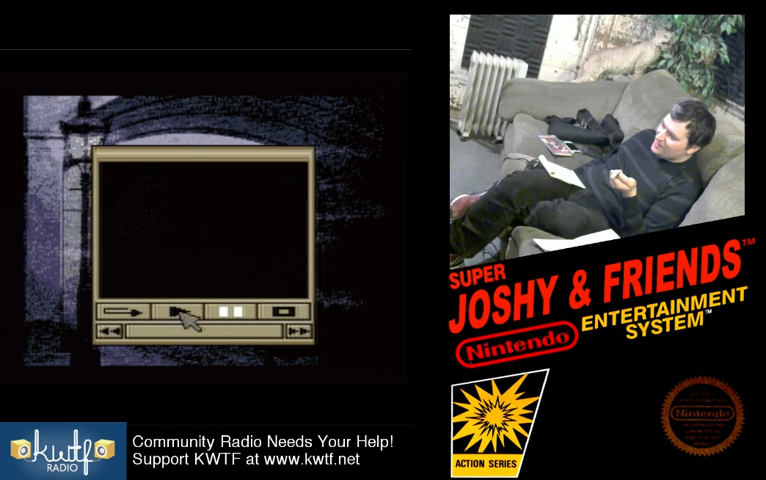 SUPER
JOSHY & FRIENDS™
Nintendo
ENTERTAINMENT
SYSTEM™
ACTION SERIES
Nintendo
kwtf
RADIO
Community Radio Needs Your Help!
Support KWTF at www.kwtf.net